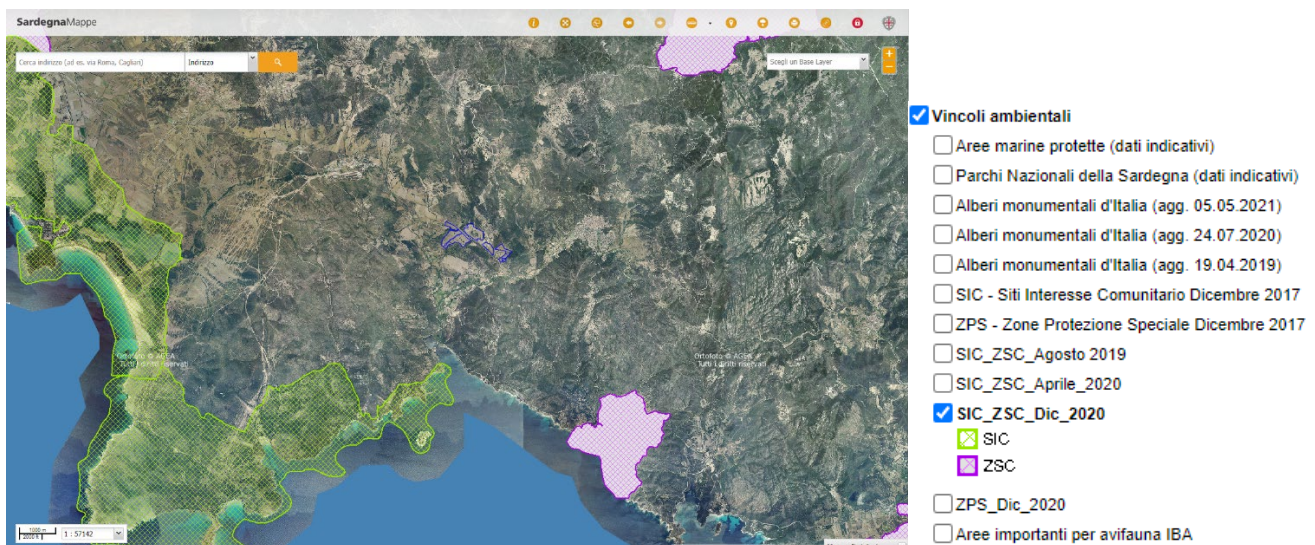 SardegnaMappe
Cerca indirizzo (ad es. via Roma, Cagliari)
Indirizzo
Scegli un Base Layer
+
−
Ortofoto © AGEA
Tutti i diritti riservati
Ortofoto © AGEA
Tutti i diritti riservati
1000 m
2000 ft
1 : 57142
Vincoli ambientali
Aree marine protette (dati indicativi)
Parchi Nazionali della Sardegna (dati indicativi)
Alberi monumentali d'Italia (agg. 05.05.2021)
Alberi monumentali d'Italia (agg. 24.07.2020)
Alberi monumentali d'Italia (agg. 19.04.2019)
SIC - Siti Interesse Comunitario Dicembre 2017
ZPS - Zone Protezione Speciale Dicembre 2017
SIC_ZSC_Agosto 2019
SIC_ZSC_Aprile_2020
SIC_ZSC_Dic_2020
SIC
ZSC
ZPS_Dic_2020
Aree importanti per avifauna IBA